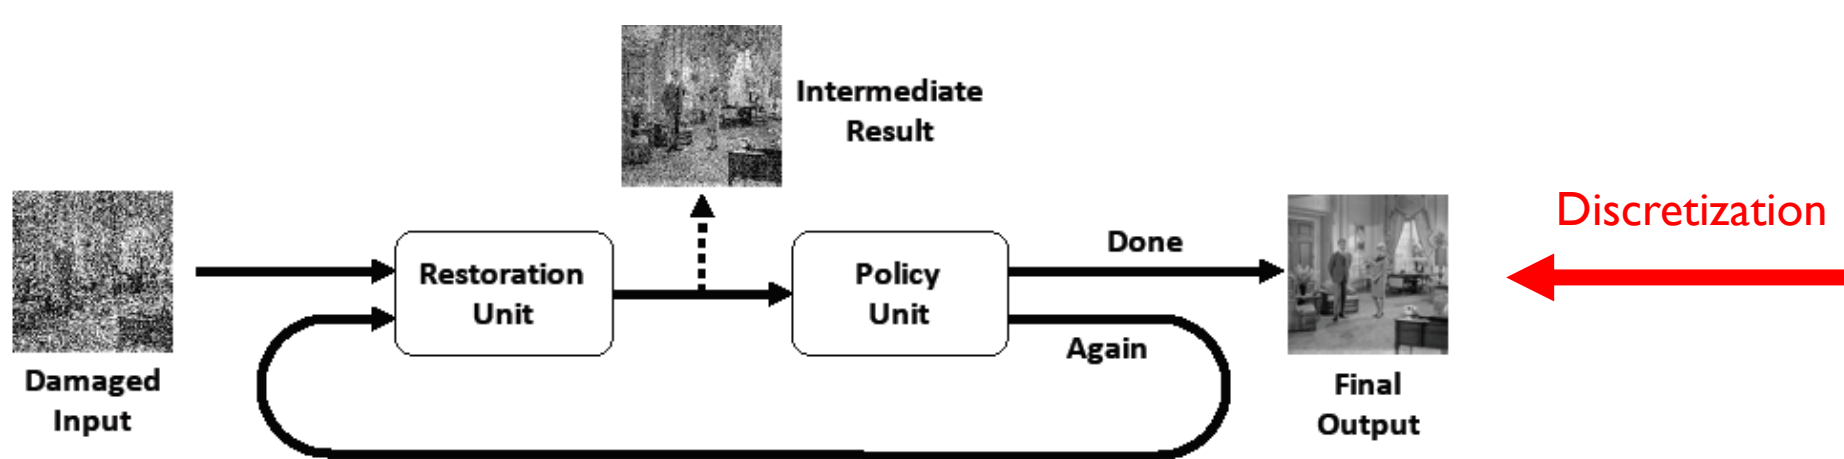 Intermediate
Result
Damaged
Input
Restoration
Unit
Policy
Unit
Done
Again
Final
Output
Discretization